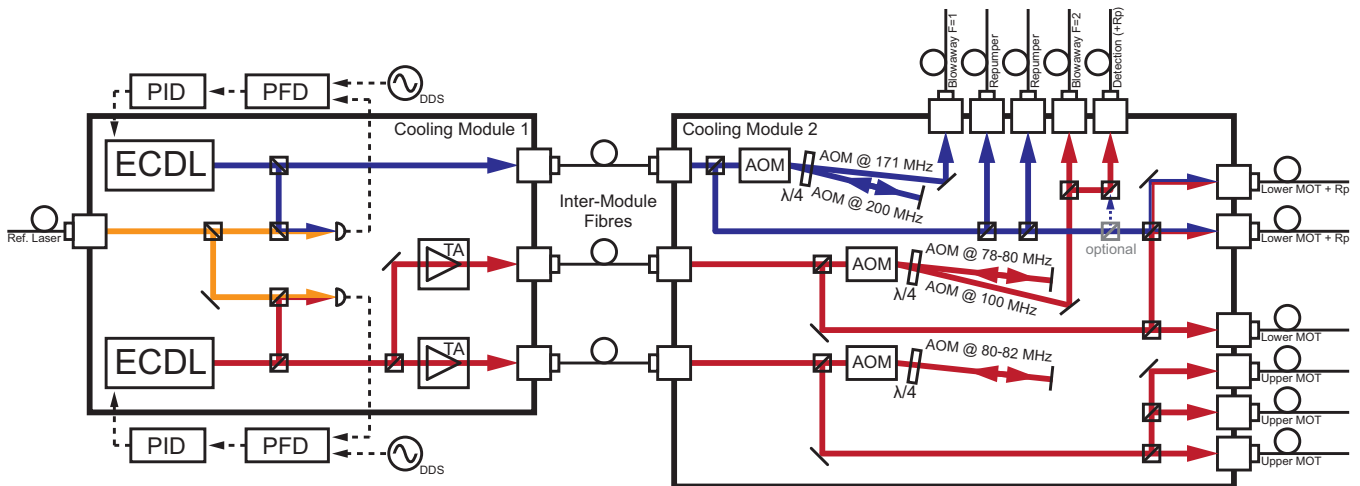 Blowaway F=1
Repumper
Repumper
Blowaway F=2
Detection (+Rp)
PID
PFD
DDS
Cooling Module 1
Cooling Module 2
ECDL
AOM
AOM @ 171 MHz
λ/4
AOM @ 200 MHz
Lower MOT + Rp
Inter-Module
Fibres
Ref. Laser
optional
Lower MOT + Rp
TA
AOM
AOM @ 78-80 MHz
λ/4
AOM @ 100 MHz
Lower MOT
ECDL
TA
AOM
AOM @ 80-82 MHz
λ/4
Upper MOT
Upper MOT
PID
PFD
DDS
Upper MOT